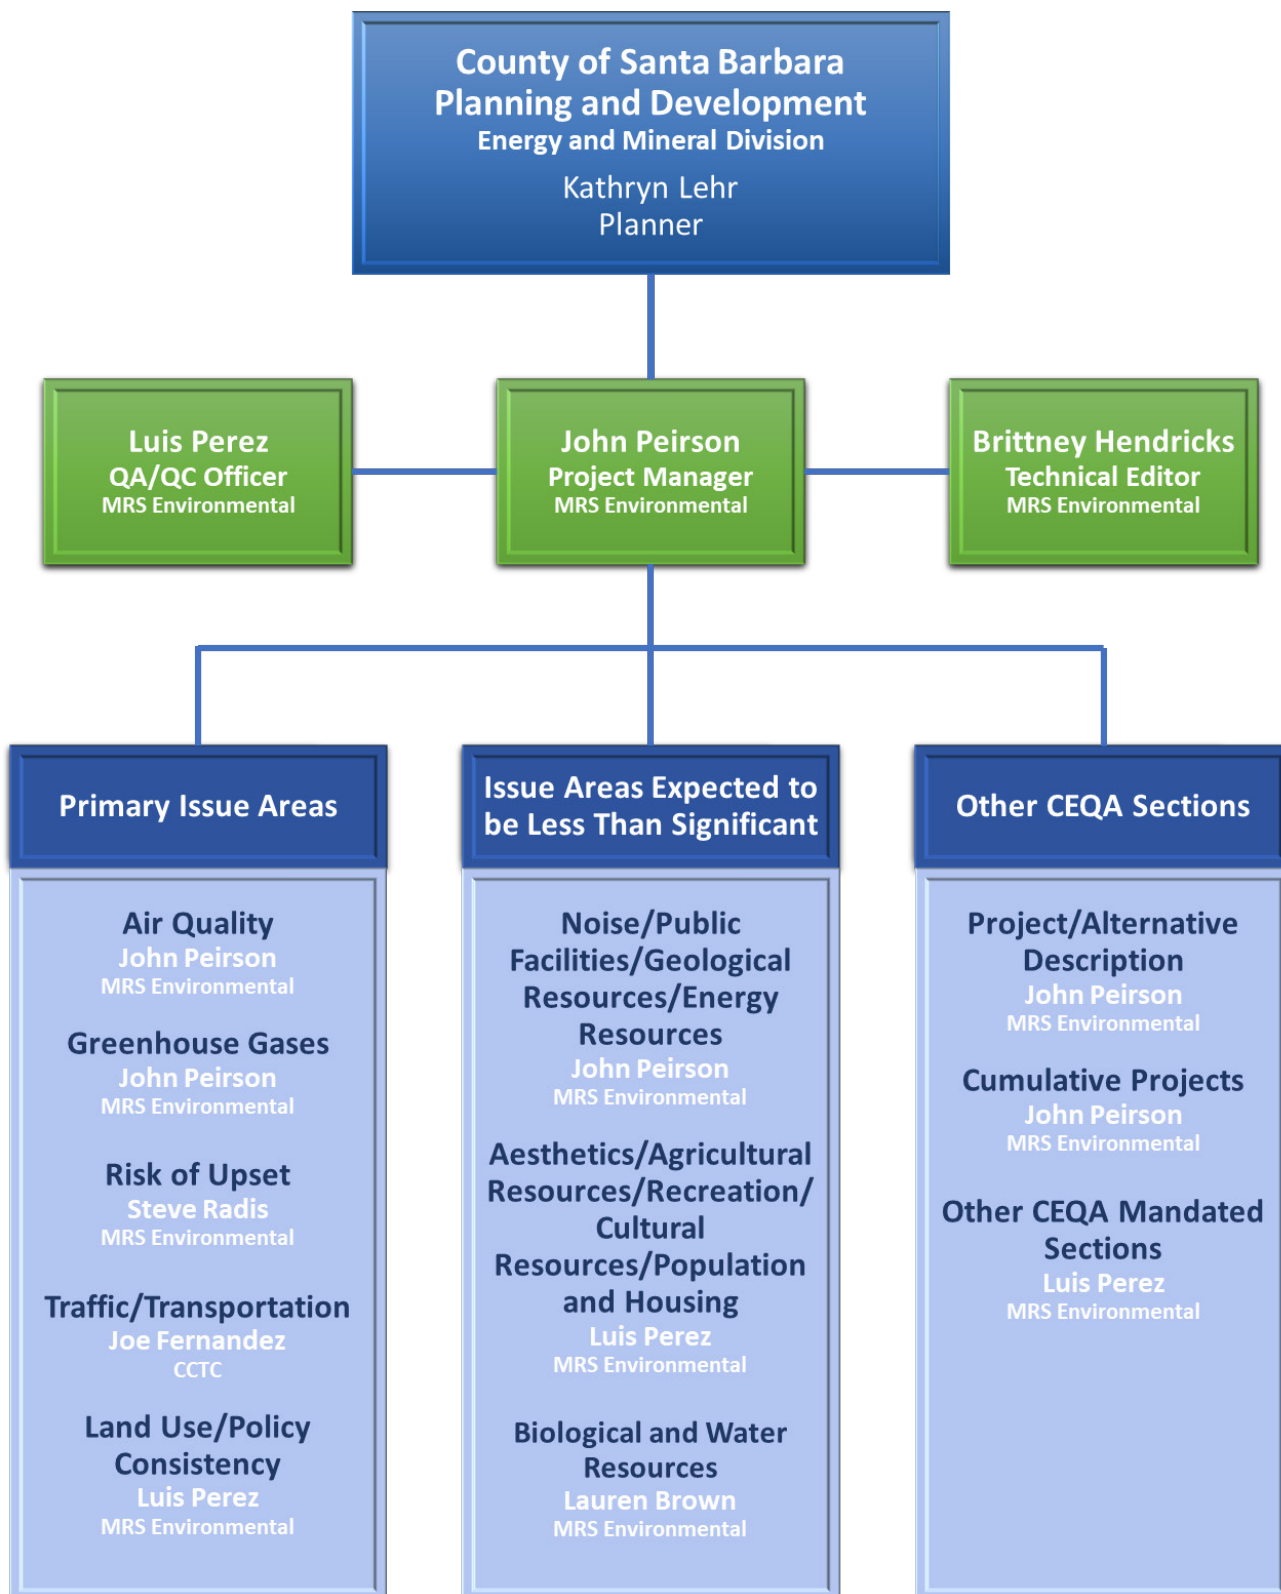 County of Santa Barbara
Planning and Development
Energy and Mineral Division
Kathryn Lehr
Planner
Luis Perez
QA/QC Officer
MRS Environmental
John Peirson
Project Manager
MRS Environmental
Brittney Hendricks
Technical Editor
MRS Environmental
Primary Issue Areas
Air Quality
John Peirson
MRS Environmental
Greenhouse Gases
John Peirson
MRS Environmental
Risk of Upset
Steve Radis
MRS Environmental
Traffic/Transportation
Joe Fernandez
CCTC
Land Use/Policy
Consistency
Luis Perez
MRS Environmental
Issue Areas Expected to
be Less Than Significant
Noise/Public
Facilities/Geological
Resources/Energy
Resources
John Peirson
MRS Environmental
Aesthetics/Agricultural
Resources/Recreation/
Cultural
Resources/Population
and Housing
Luis Perez
MRS Environmental
Biological and Water
Resources
Lauren Brown
MRS Environmental
Other CEQA Sections
Project/Alternative
Description
John Peirson
MRS Environmental
Cumulative Projects
John Peirson
MRS Environmental
Other CEQA Mandated
Sections
Luis Perez
MRS Environmental